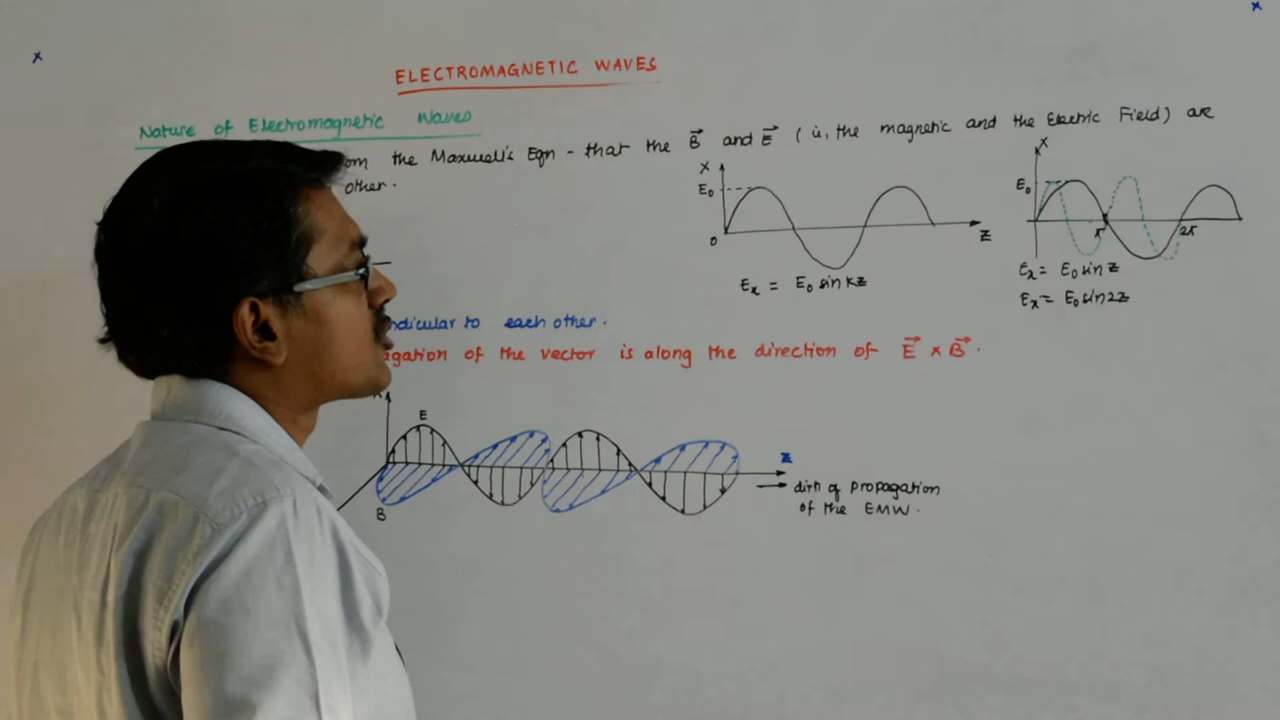 ELECTROMAGNETIC WAVES
Nature of Electromagnetic Waves
om the Maxwell's Eqn - that the B⃗ and E⃗ ( i.e, the magnetic and the Electric Field) are
other.
X
E₀
0
Z
Eₓ = E₀ sin kz
X
E₀
π
2π
Eₓ = E₀ sin z
Eₓ = E₀ sin 2z
ndicular to each other.
agation of the vector is along the direction of E⃗ × B⃗.
E
B
Z
dirn of propagation
of the EMW.